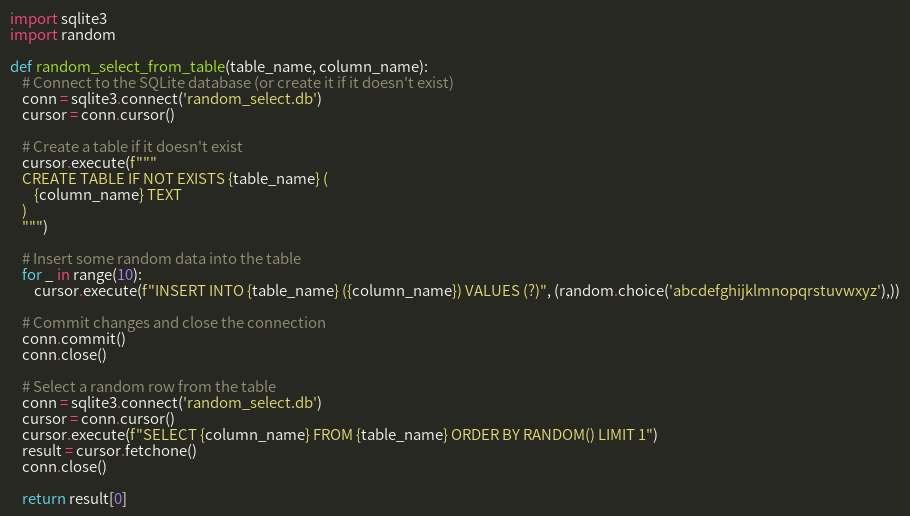 import sqlite3
import random

def random_select_from_table(table_name, column_name):
    # Connect to the SQLite database (or create it if it doesn't exist)
    conn = sqlite3.connect('random_select.db')
    cursor = conn.cursor()

    # Create a table if it doesn't exist
    cursor.execute(f"""
    CREATE TABLE IF NOT EXISTS {table_name} (
        {column_name} TEXT
    )
    """)

    # Insert some random data into the table
    for _ in range(10):
        cursor.execute(f"INSERT INTO {table_name} ({column_name}) VALUES (?)", (random.choice('abcdefghijklmnopqrstuvwxyz'),))

    # Commit changes and close the connection
    conn.commit()
    conn.close()

    # Select a random row from the table
    conn = sqlite3.connect('random_select.db')
    cursor = conn.cursor()
    cursor.execute(f"SELECT {column_name} FROM {table_name} ORDER BY RANDOM() LIMIT 1")
    result = cursor.fetchone()
    conn.close()

    return result[0]